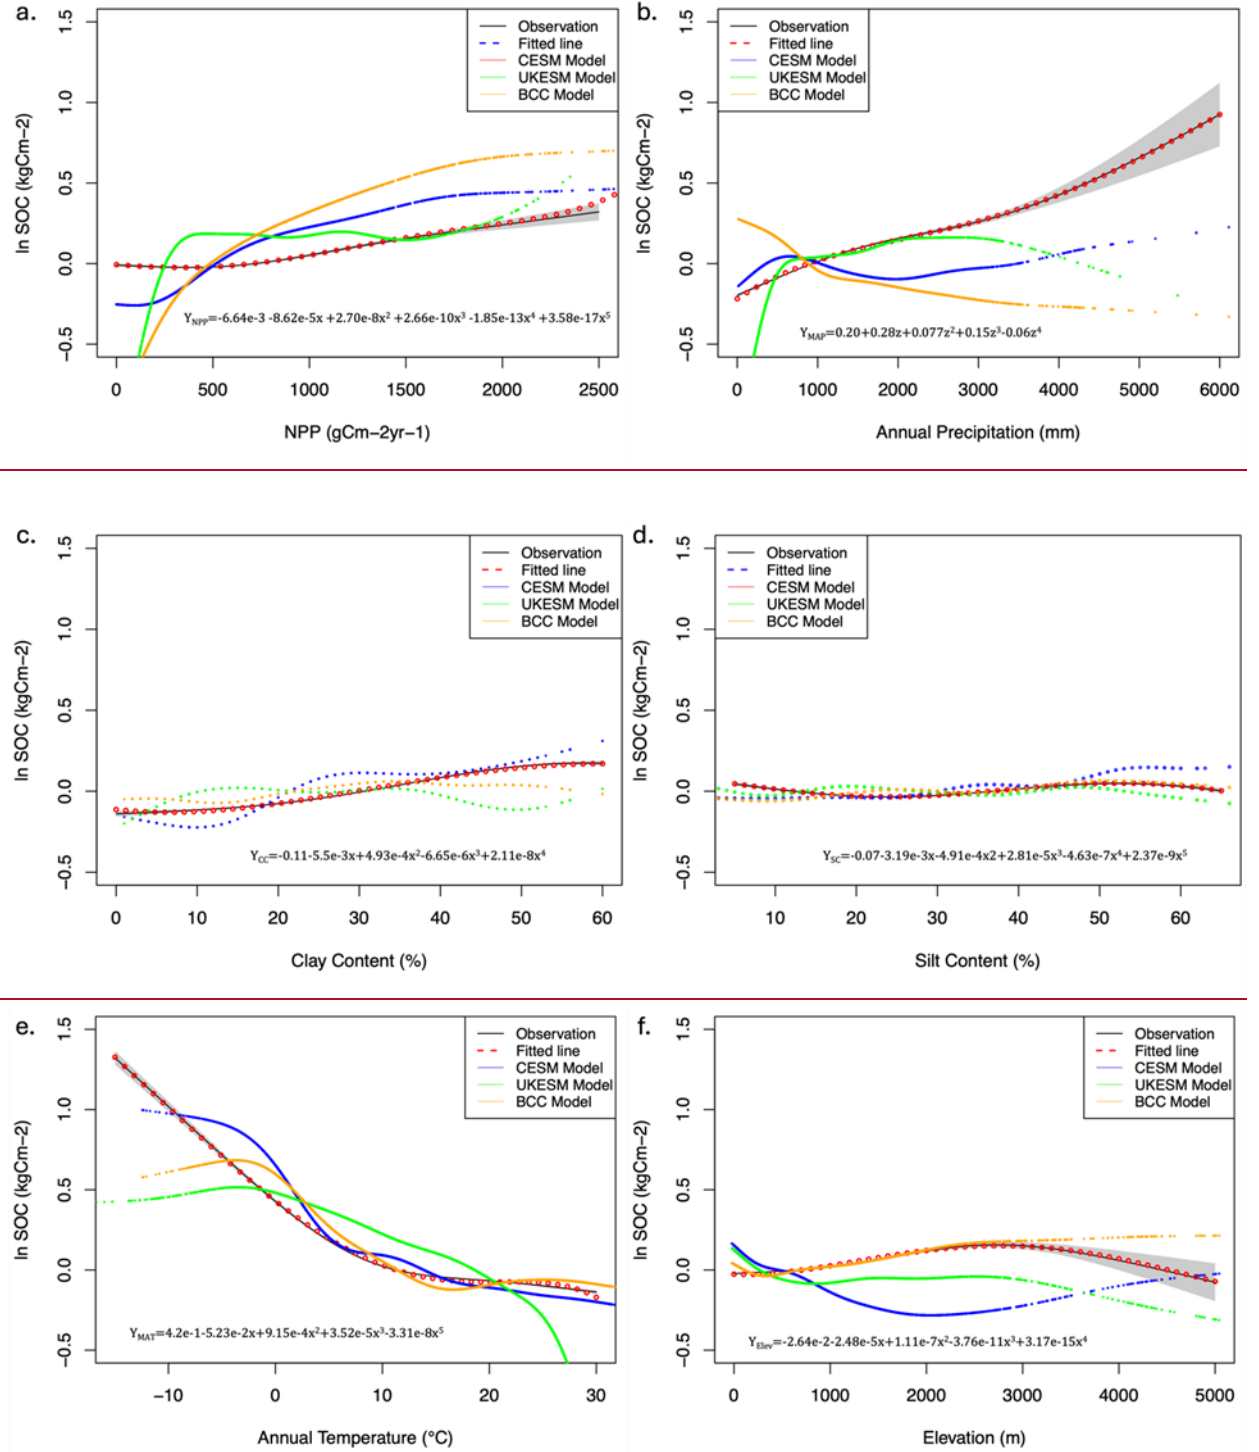 a.
1.5
1.0
0.5
0.0
−0.5
ln SOC (kgCm−2)
Observation
Fitted line
CESM Model
UKESM Model
BCC Model
Y_NPP=-6.64e-3 -8.62e-5x +2.70e-8x² +2.66e-10x³ -1.85e-13x⁴ +3.58e-17x⁵
0 500 1000 1500 2000 2500
NPP (gCm−2yr−1)
b.
1.5
1.0
0.5
0.0
−0.5
ln SOC (kgCm−2)
Observation
Fitted line
CESM Model
UKESM Model
BCC Model
Y_MAP=0.20+0.28z+0.077z²+0.15z³-0.06z⁴
0 1000 2000 3000 4000 5000 6000
Annual Precipitation (mm)
c.
1.5
1.0
0.5
0.0
−0.5
ln SOC (kgCm−2)
Observation
Fitted line
CESM Model
UKESM Model
BCC Model
Y_CC=-0.11-5.5e-3x+4.93e-4x²-6.65e-6x³+2.11e-8x⁴
0 10 20 30 40 50 60
Clay Content (%)
d.
1.5
1.0
0.5
0.0
−0.5
ln SOC (kgCm−2)
Observation
Fitted line
CESM Model
UKESM Model
BCC Model
Y_SC=-0.07-3.19e-3x-4.91e-4x2+2.81e-5x³-4.63e-7x⁴+2.37e-9x⁵
10 20 30 40 50 60
Silt Content (%)
e.
1.5
1.0
0.5
0.0
−0.5
ln SOC (kgCm−2)
Observation
Fitted line
CESM Model
UKESM Model
BCC Model
Y_MAT=4.2e-1-5.23e-2x+9.15e-4x²+3.52e-5x³-3.31e-8x⁵
−10 0 10 20 30
Annual Temperature (°C)
f.
1.5
1.0
0.5
0.0
−0.5
ln SOC (kgCm−2)
Observation
Fitted line
CESM Model
UKESM Model
BCC Model
Y_Elev=-2.64e-2-2.48e-5x+1.11e-7x²-3.76e-11x³+3.17e-15x⁴
0 1000 2000 3000 4000 5000
Elevation (m)